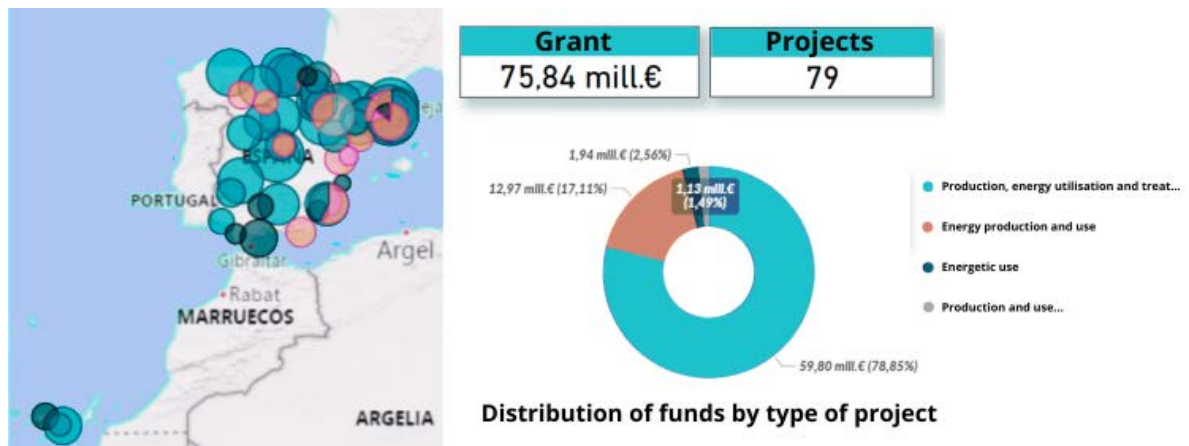 ESPAÑA
PORTUGAL
Gibraltar
Argel
Rabat
MARRUECOS
ARGELIA
Grant
75,84 mill.€
Projects
79
1,94 mill.€ (2,56%)
12,97 mill.€ (17,11%)
1,13 mill.€
(1,49%)
59,80 mill.€ (78,85%)
Production, energy utilisation and treat...
Energy production and use
Energetic use
Production and use...
Distribution of funds by type of project